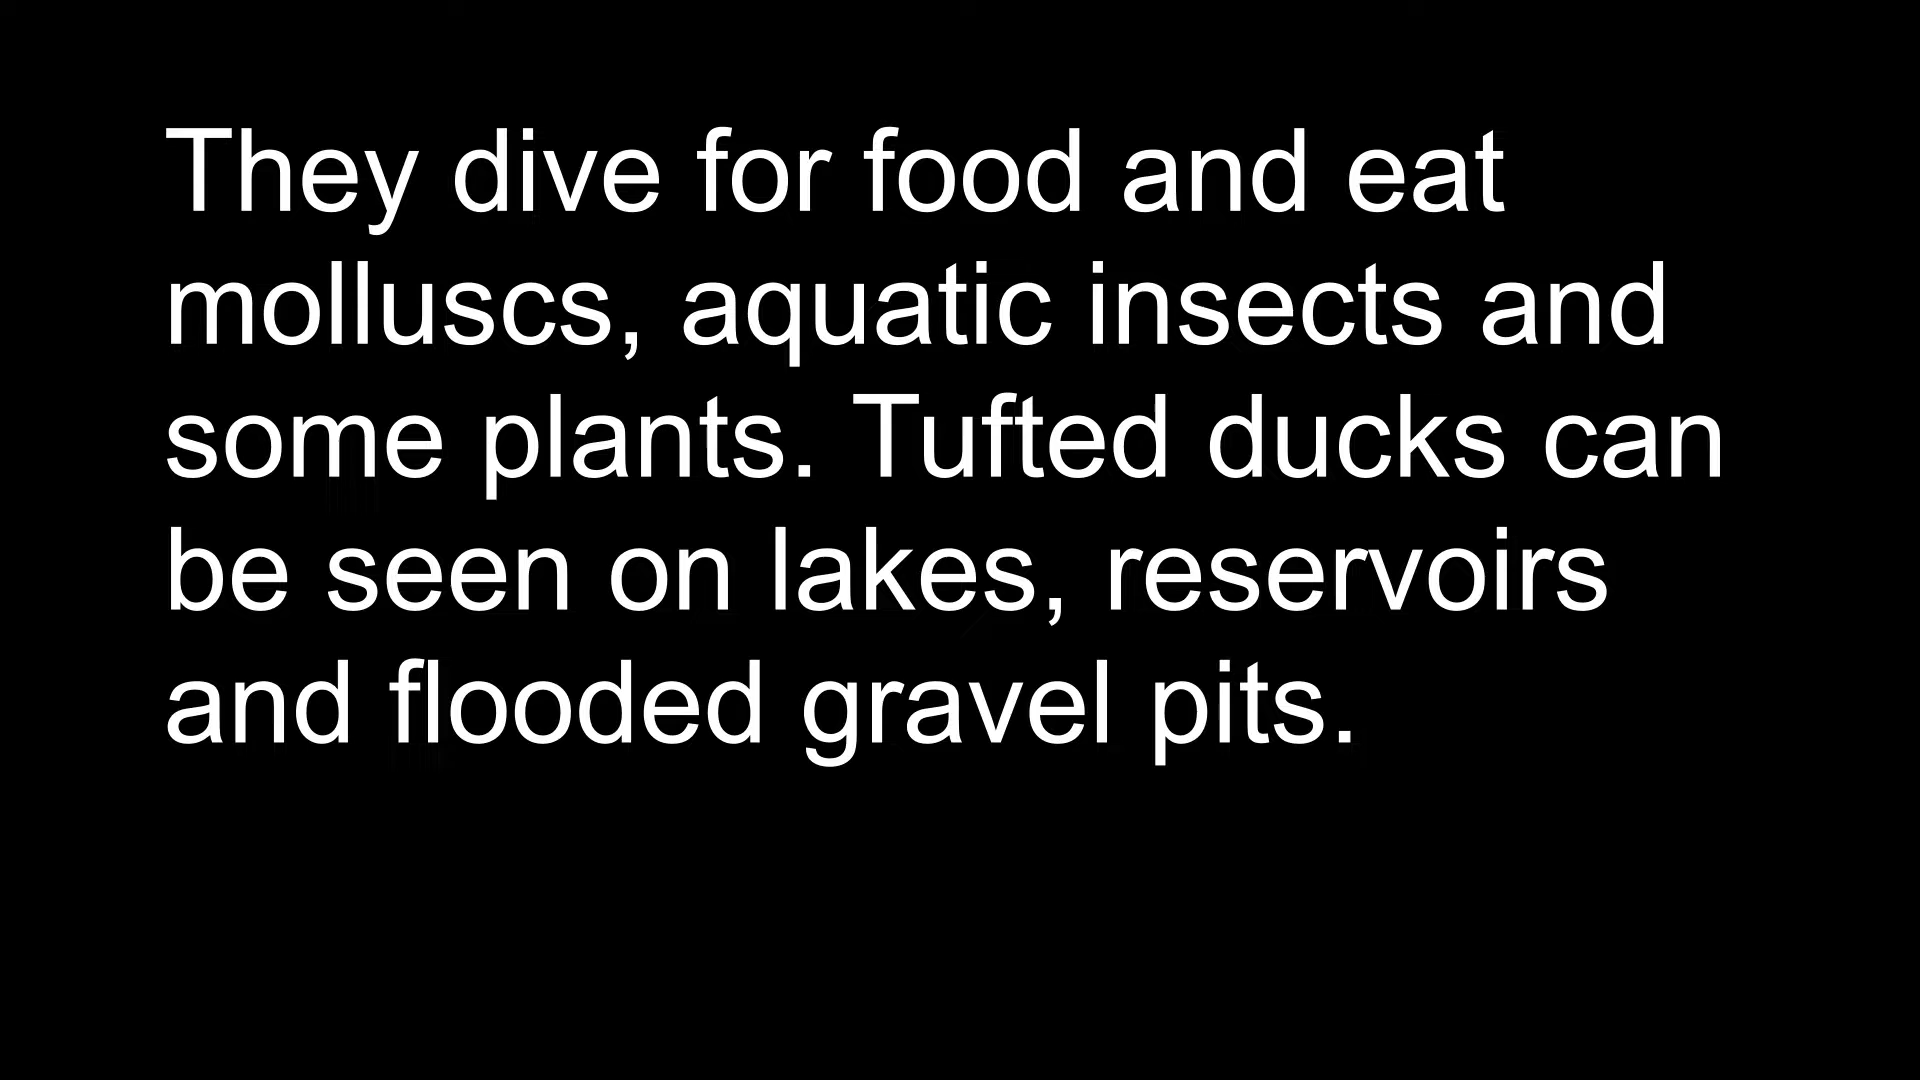 They dive for food and eat
molluscs, aquatic insects and
some plants. Tufted ducks can
be seen on lakes, reservoirs
and flooded gravel pits.